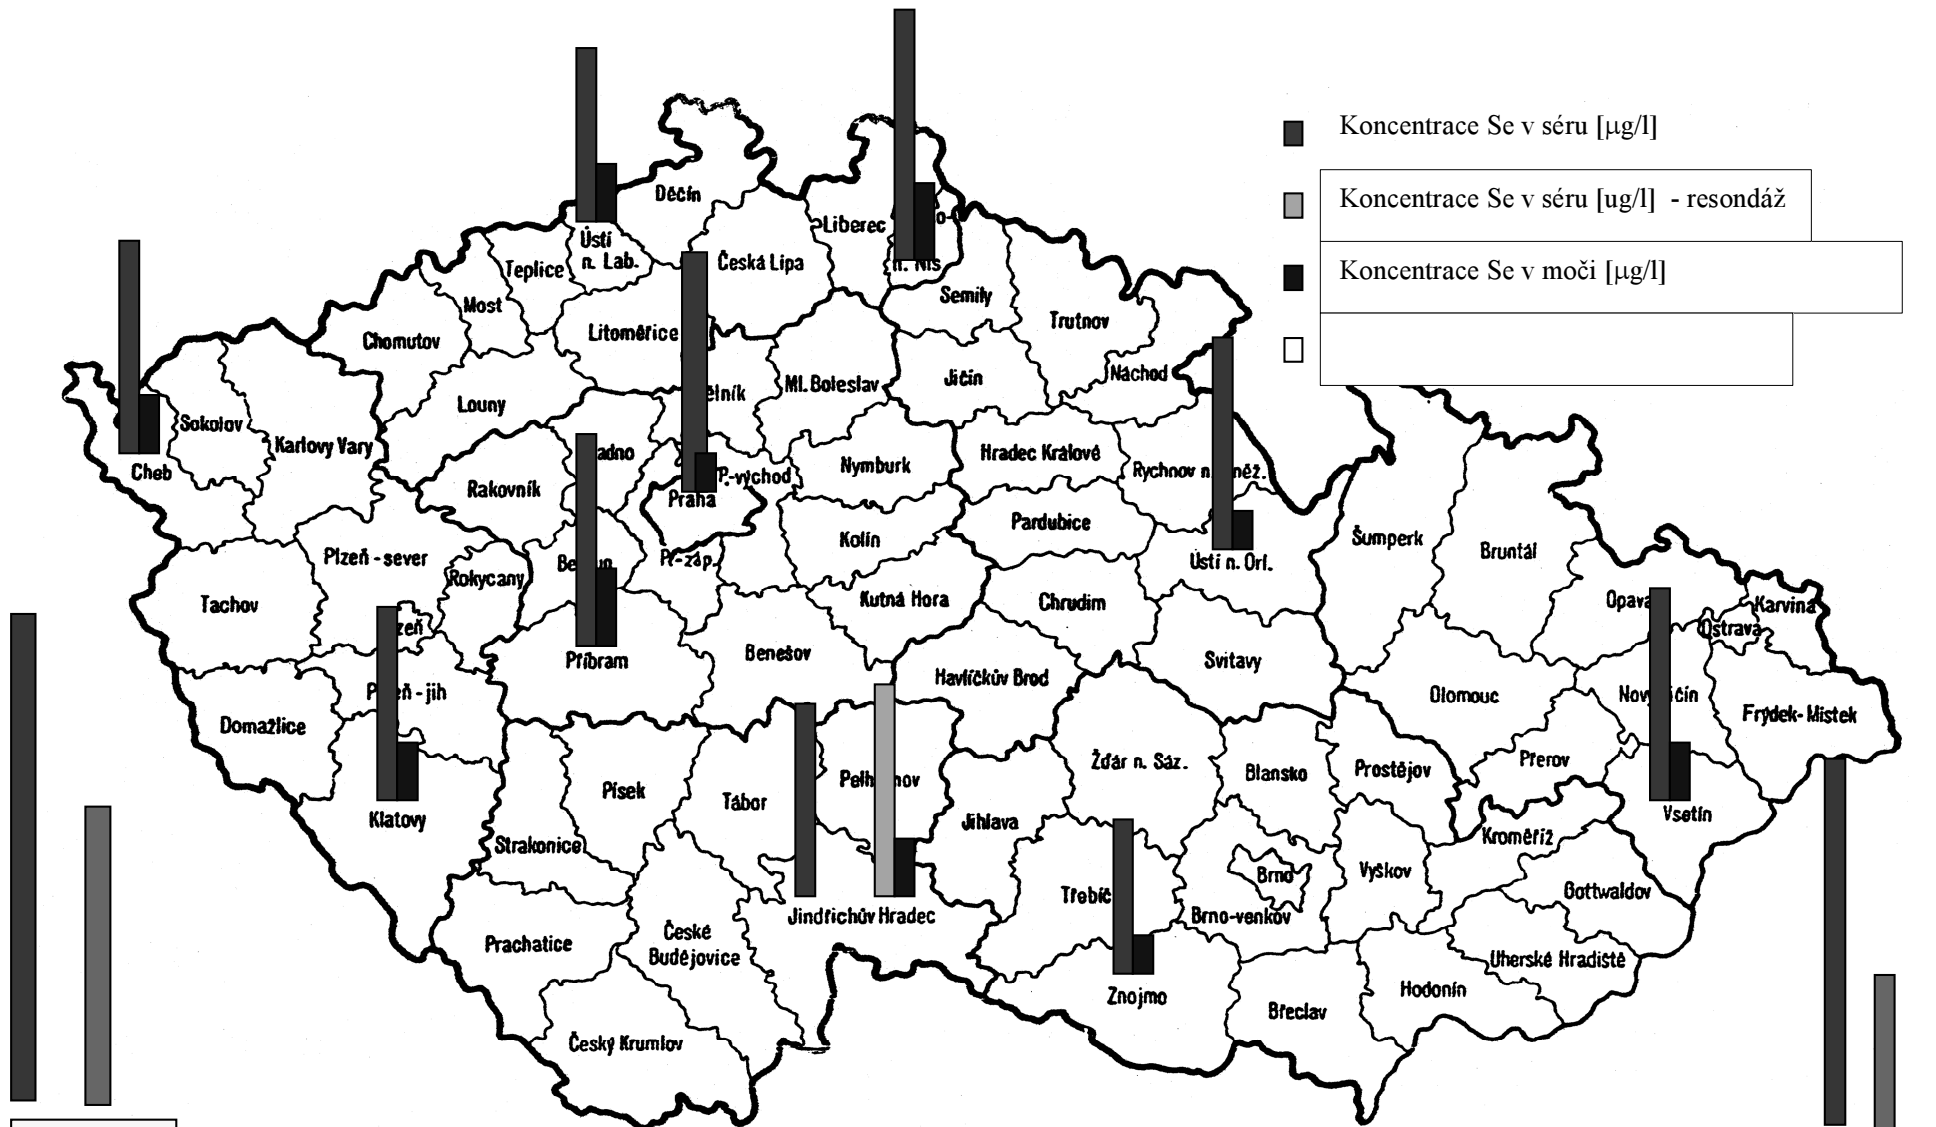 Koncentrace Se v séru [µg/l]
Koncentrace Se v séru [ug/l] - resondáž
Koncentrace Se v moči [µg/l]
Děčín
Liberec
Ústí
n. Lab.
Teplice
Česká Lípa
n. Nis
Semily
Most
Trutnov
Chomutov
Litoměřice
Náchod
Jičín
Ml. Boleslav
Louny
Sokolov
Karlovy Vary
Cheb
Hradec Králové
Nymburk
Rychnov n.
Rakovník
P.-východ
Praha
Pardubice
Kolín
Šumperk
Bruntál
Plzeň-sever
P.-záp.
Ústí n. Orl.
Rokycany
Tachov
Kutná Hora
Chrudim
Opava
Karviná
Ostrava
Příbram
Benešov
Svitavy
Havlíčkův Brod
Olomouc
Domažlice
Frýdek-Místek
Žďár n. Sáz.
Blansko
Prostějov
Přerov
Písek
Tábor
Klatovy
Jihlava
Vsetín
Strakonice
Kroměříž
Vyškov
Brno
Třebíč
Gottwaldov
Jindřichův Hradec
Brno-venkov
Prachatice
České
Budějovice
Uherské Hradiště
Hodonín
Znojmo
Břeclav
Český Krumlov